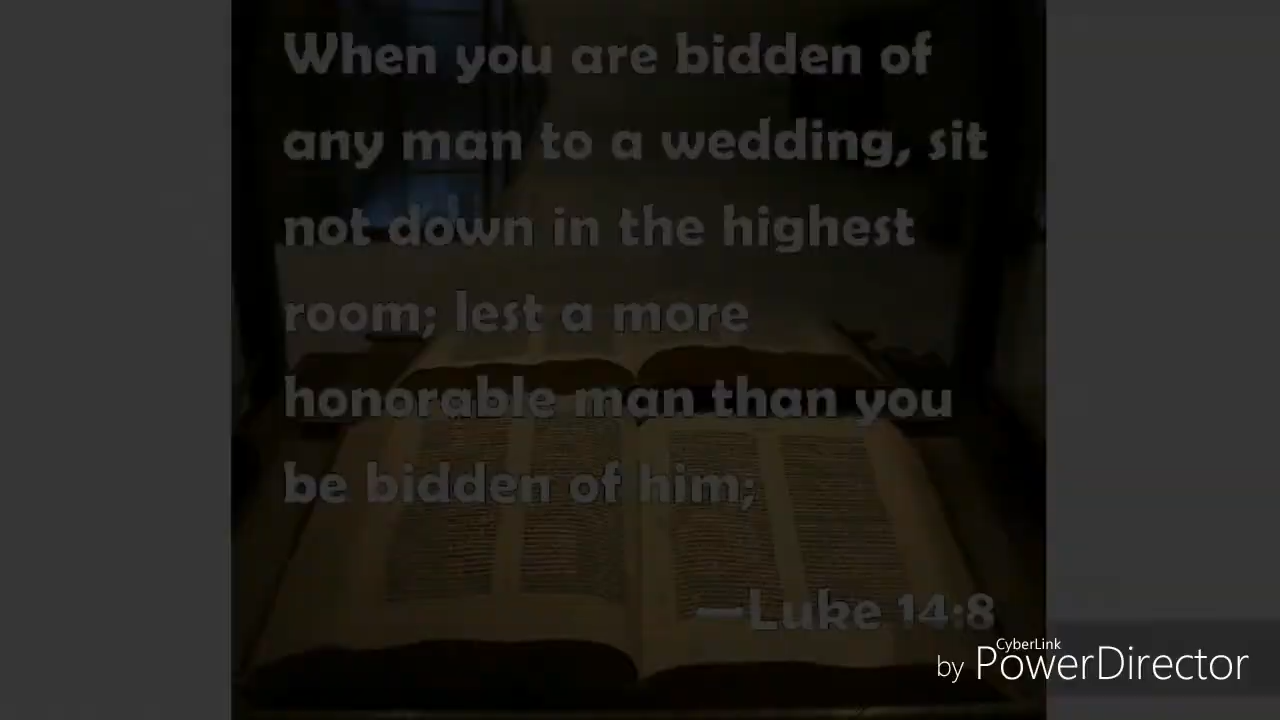 When you are bidden of
any man to a wedding, sit
not down in the highest
room; lest a more
honorable man than you
be bidden of him;
—Luke 14:8
CyberLink
by PowerDirector